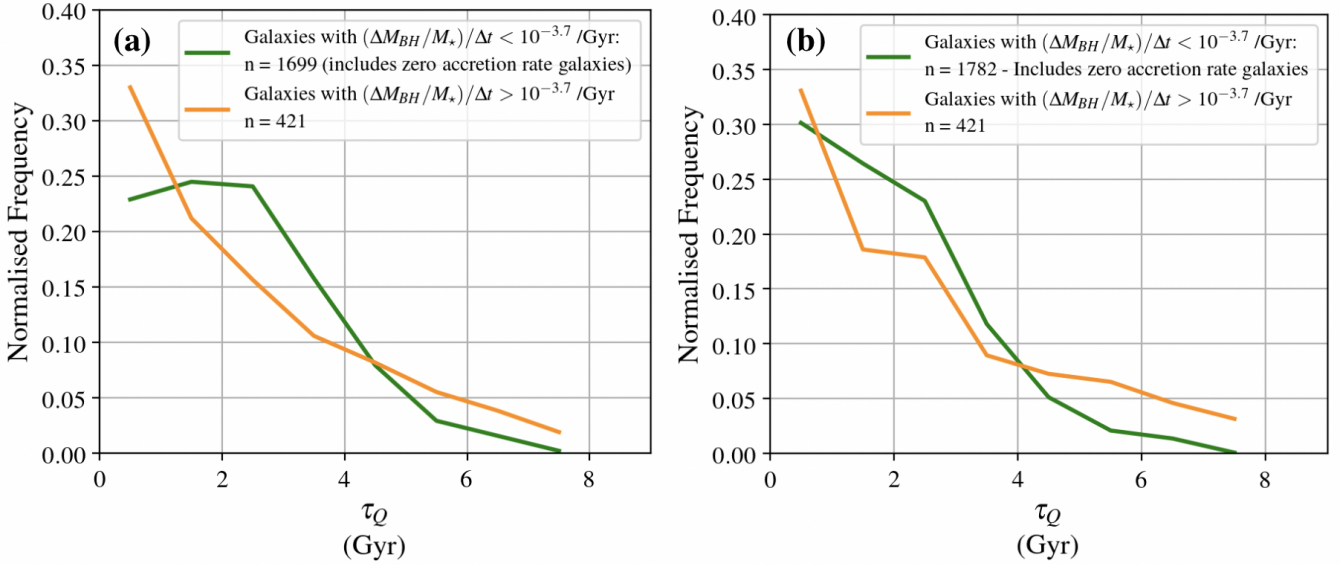 (a)
Galaxies with (ΔM_BH/M⋆)/Δt < 10^−3.7 /Gyr:
n = 1699 (includes zero accretion rate galaxies)
Galaxies with (ΔM_BH/M⋆)/Δt > 10^−3.7 /Gyr
n = 421
Normalised Frequency
0.40
0.35
0.30
0.25
0.20
0.15
0.10
0.05
0.00
0 2 4 6 8
τ_Q
(Gyr)
(b)
Galaxies with (ΔM_BH/M⋆)/Δt < 10^−3.7 /Gyr:
n = 1782 - Includes zero accretion rate galaxies
Galaxies with (ΔM_BH/M⋆)/Δt > 10^−3.7 /Gyr
n = 421
Normalised Frequency
0.40
0.35
0.30
0.25
0.20
0.15
0.10
0.05
0.00
0 2 4 6 8
τ_Q
(Gyr)